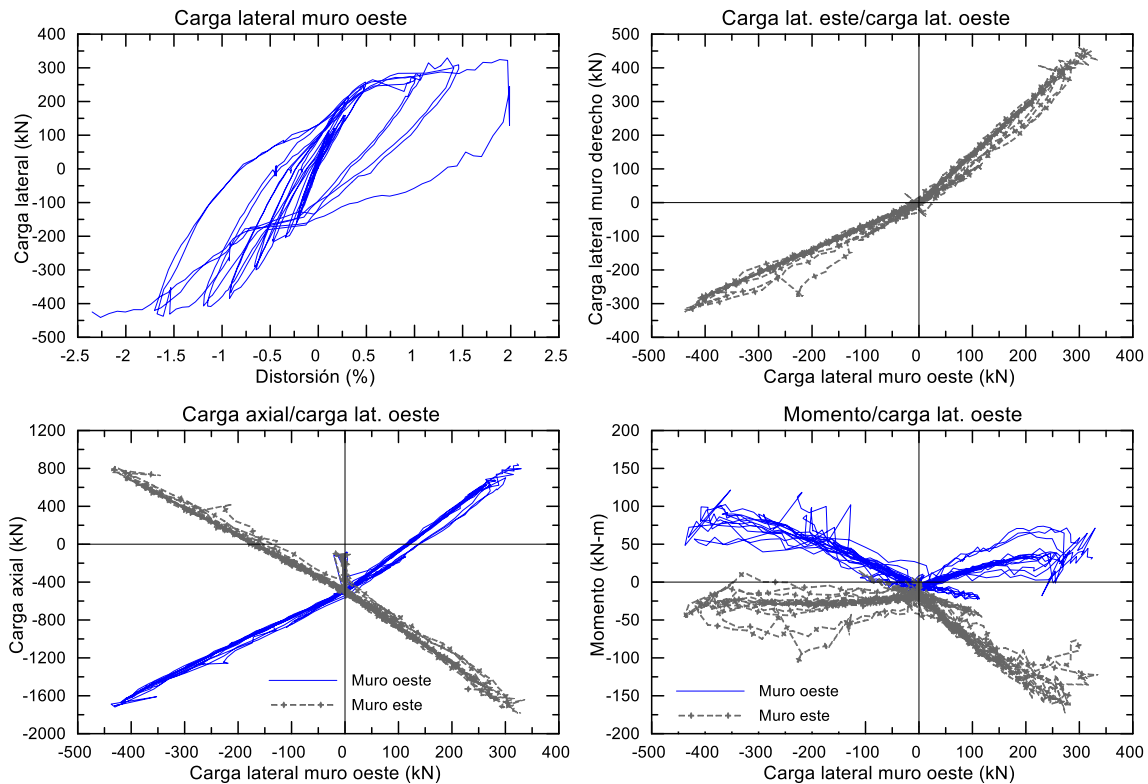 Carga lateral muro oeste
400
300
200
100
0
-100
-200
-300
-400
-500
Carga lateral (kN)
2.5 -2 -1.5 -1 -0.5 0 0.5 1 1.5 2 2.5
Distorsión (%)
Carga lat. este/carga lat. oeste
500
400
300
200
100
0
-100
-200
-300
-400
Carga lateral muro derecho (kN)
-500 -400 -300 -200 -100 0 100 200 300 400
Carga lateral muro oeste (kN)
Carga axial/carga lat. oeste
1200
800
400
0
-400
-800
-1200
-1600
-2000
Carga axial (kN)
Muro oeste
Muro este
-500 -400 -300 -200 -100 0 100 200 300 400
Carga lateral muro oeste (kN)
Momento/carga lat. oeste
200
150
100
50
0
-50
-100
-150
-200
Momento (kN-m)
Muro oeste
Muro este
-500 -400 -300 -200 -100 0 100 200 300 400
Carga lateral muro oeste (kN)